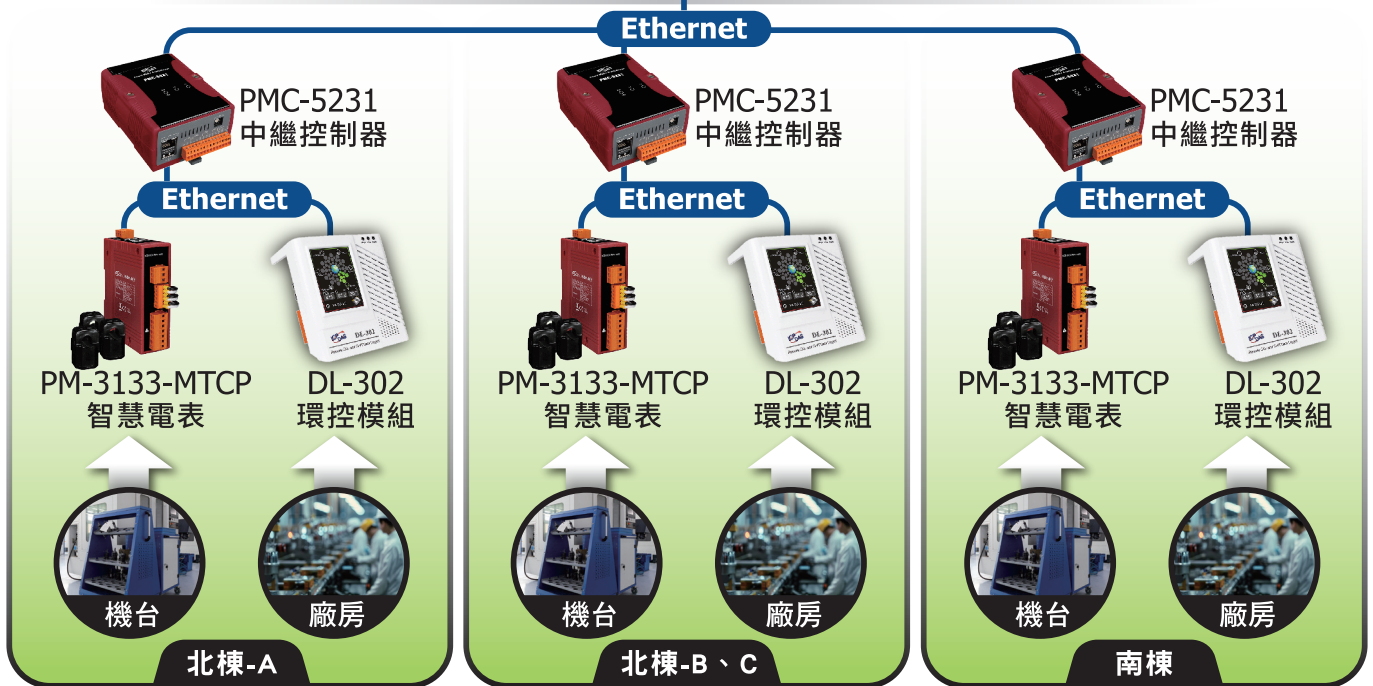 Ethernet
PMC-5231
中繼控制器
Ethernet
PM-3133-MTCP
智慧電表
DL-302
環控模組
機台
廠房
北棟-A
PMC-5231
中繼控制器
Ethernet
PM-3133-MTCP
智慧電表
DL-302
環控模組
機台
廠房
北棟-B、C
PMC-5231
中繼控制器
Ethernet
PM-3133-MTCP
智慧電表
DL-302
環控模組
機台
廠房
南棟